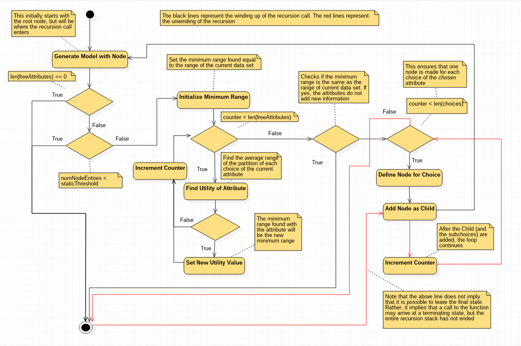 This initially starts with
the root node, but will be
where the recursion call
enters
The black lines represent the winding up of the recursion call. The red lines represent
the unwinding of the recursion
Generate Model with Node
Set the minimum range found equal
to the range of the current data set
This ensures that one
node is made for each
choice of the chosen
attribute
len(freeAttributes) == 0
Checks if the minimum
range is the same as the
range of current data set. If
yes, the attributes do not
add new information
True
Initialize Minimum Range
counter < len(choices)
counter < len(freeAttributes)
False
True
False
False
False
True
True
True
numNodeEntries <
staticThreshold
Increment Counter
Find the average range
of the partition of each
choice of the current
attribute
Define Node for Choice
Find Utility of Attribute
Add Node as Child
False
The minimum
range found with
the attribute will
be the new
minimum range
After the Child (and
the subchoices) are
added, the loop
continues
True
Set New Utility Value
Increment Counter
Note that the above line does not imply
that it is possible to leave the final state.
Rather, it implies that a call to the function
may arrive at a terminating state, but the
entire recursion stack has not ended